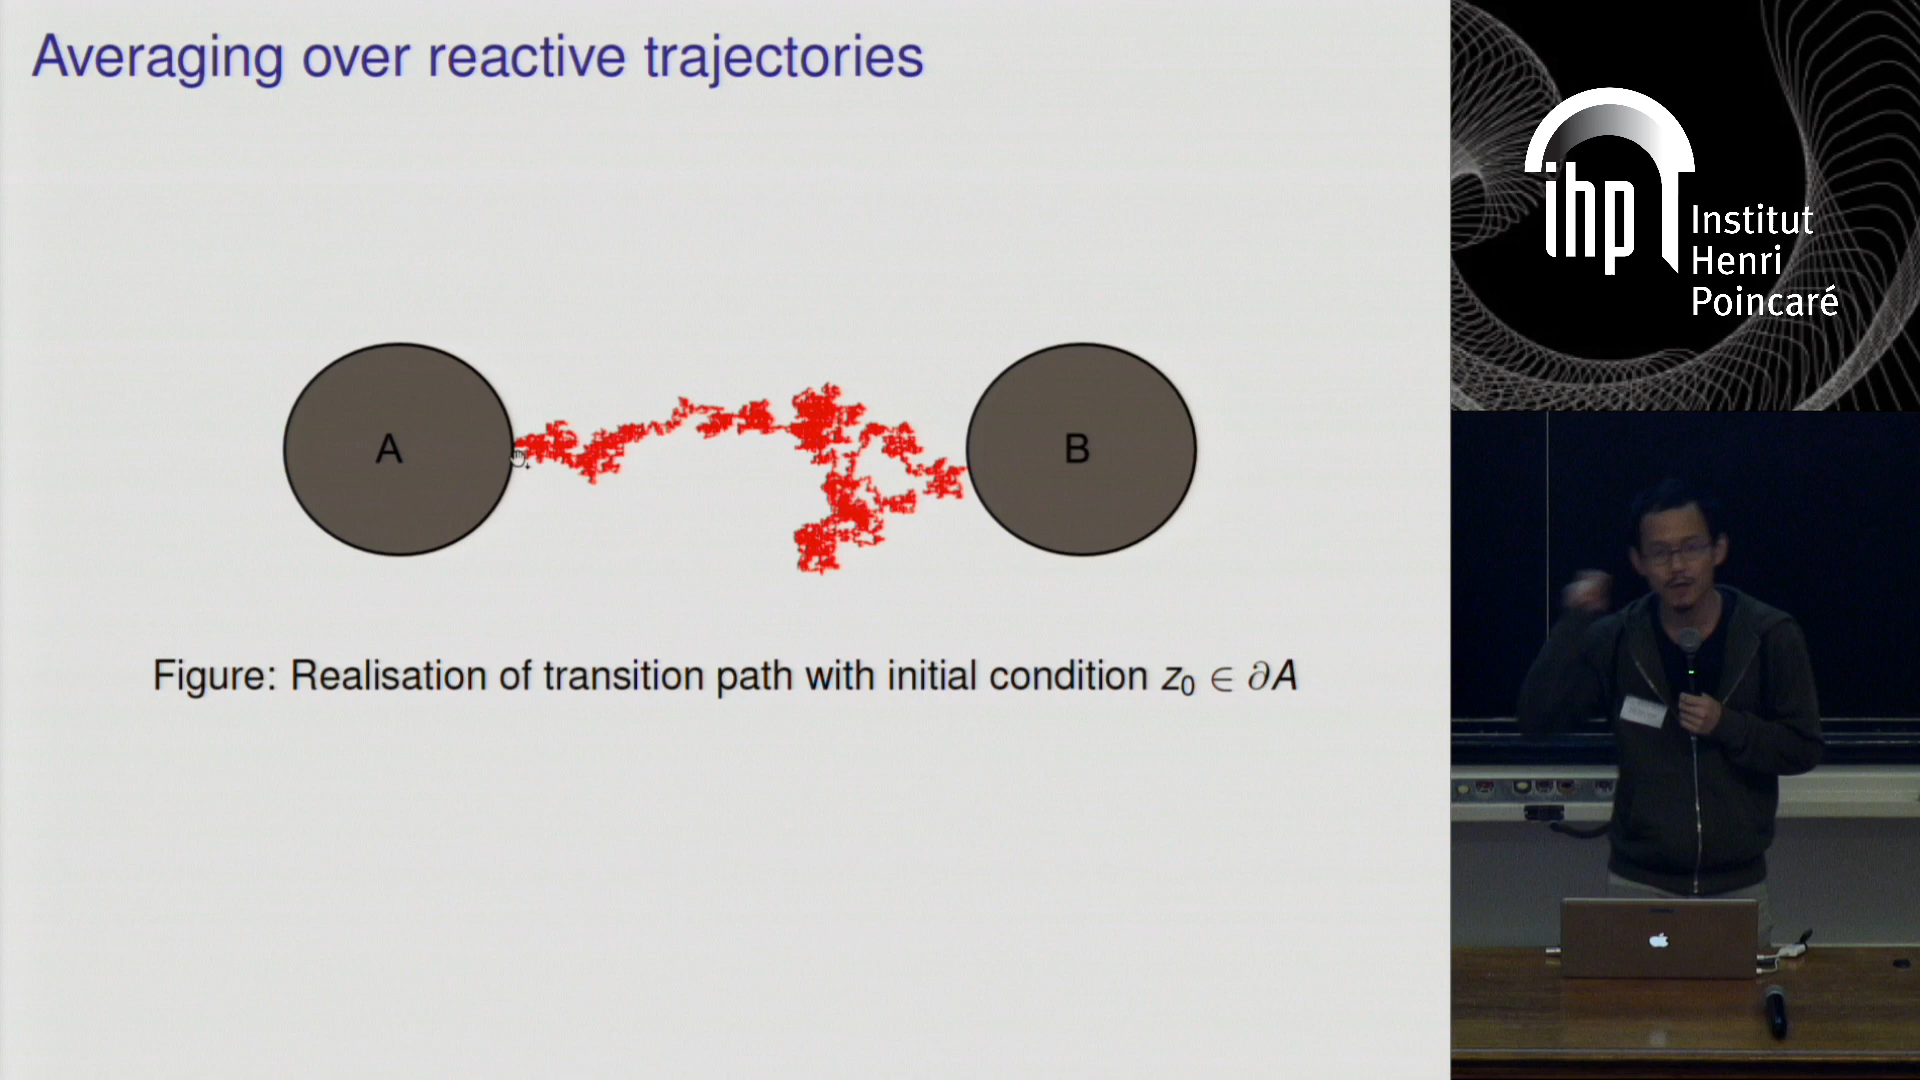 Averaging over reactive trajectories
A
B
Figure: Realisation of transition path with initial condition z₀ ∈ ∂A
ihp
Institut
Henri
Poincaré